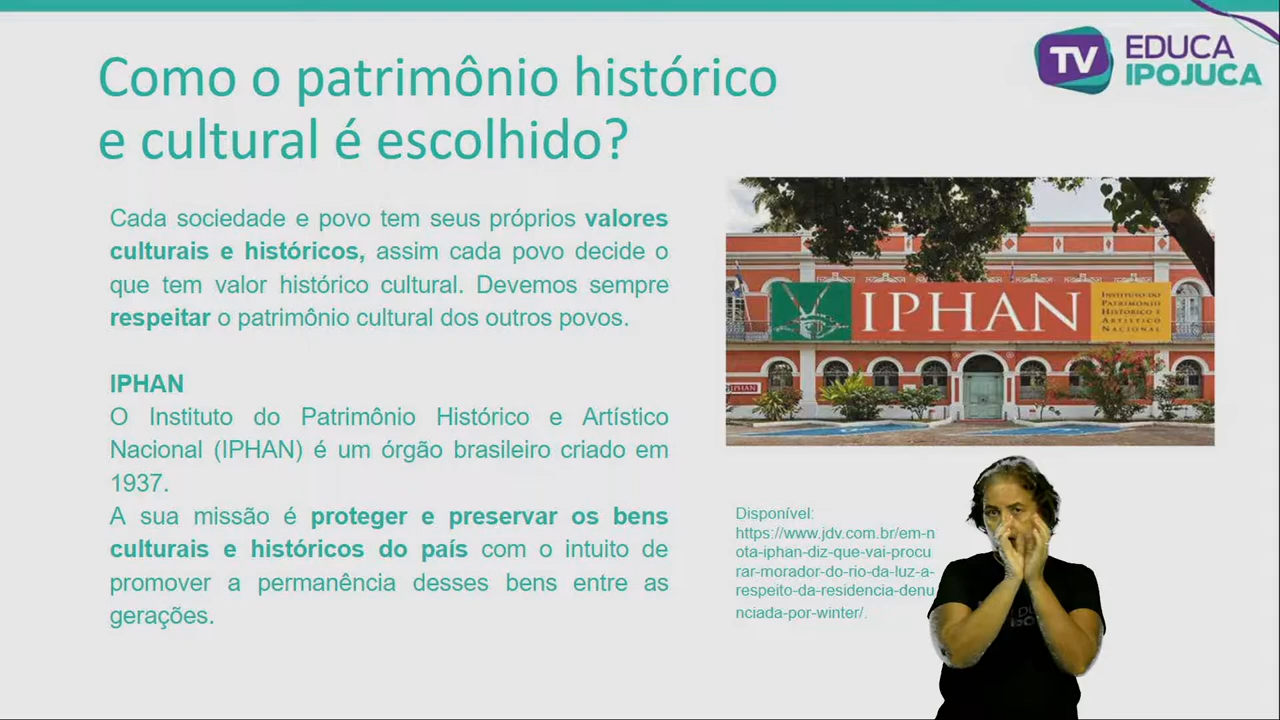 TV EDUCA
IPOJUCA
Como o patrimônio histórico
e cultural é escolhido?
Cada sociedade e povo tem seus próprios valores
culturais e históricos, assim cada povo decide o
que tem valor histórico cultural. Devemos sempre
respeitar o patrimônio cultural dos outros povos.
IPHAN
O Instituto do Patrimônio Histórico e Artístico
Nacional (IPHAN) é um órgão brasileiro criado em
1937.
A sua missão é proteger e preservar os bens
culturais e históricos do país com o intuito de
promover a permanência desses bens entre as
gerações.
IPHAN
INSTITUTO DO
PATRIMÔNIO
HISTÓRICO E
ARTÍSTICO
NACIONAL
IPHAN
Disponível:
https://www.jdv.com.br/em-n
ota-iphan-diz-que-vai-procu
rar-morador-do-rio-da-luz-a-
respeito-da-residencia-denu
nciada-por-winter/.